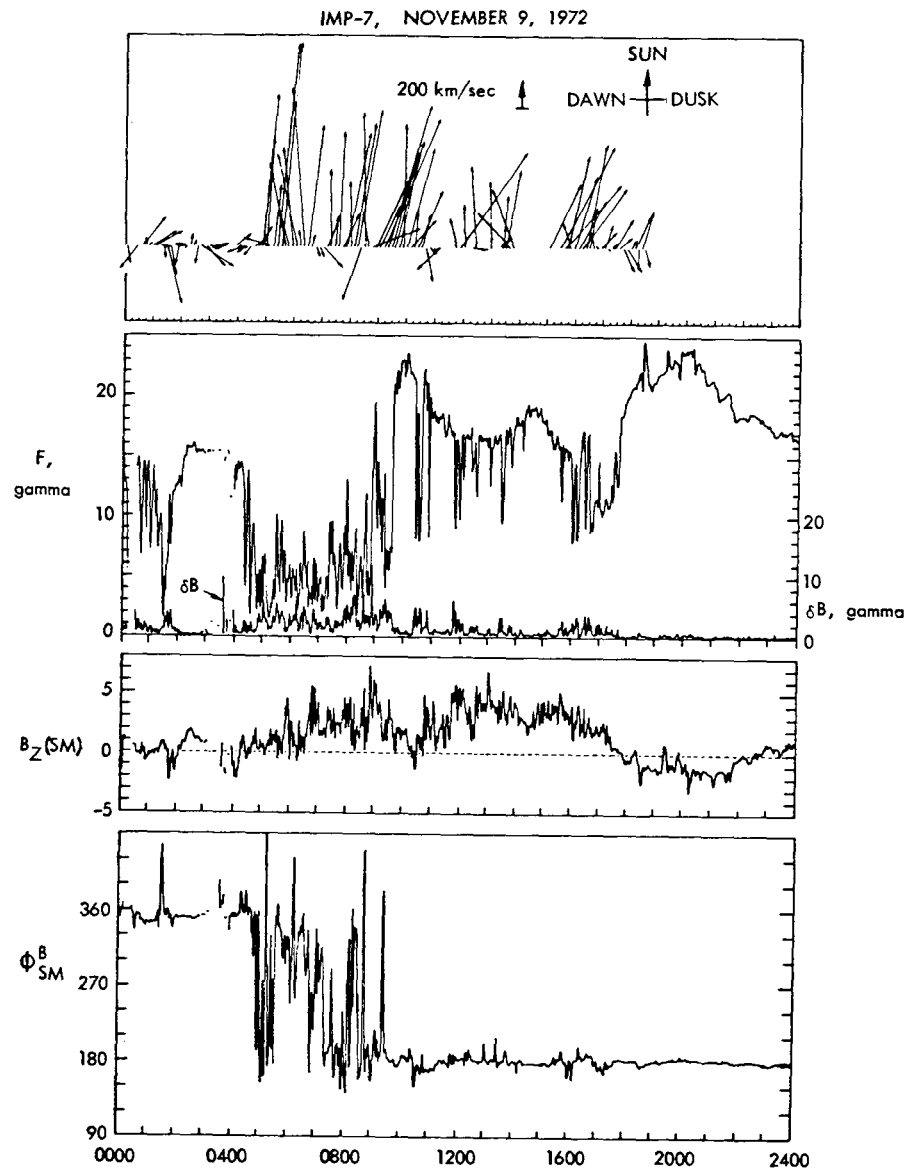 IMP-7, NOVEMBER 9, 1972
SUN
200 km/sec
DAWN DUSK
20
F,
gamma
10
0
δB
20
10
0
δB, gamma
5
B_Z(SM)
0
-5
360
Φ^B_SM
270
180
90
0000 0400 0800 1200 1600 2000 2400